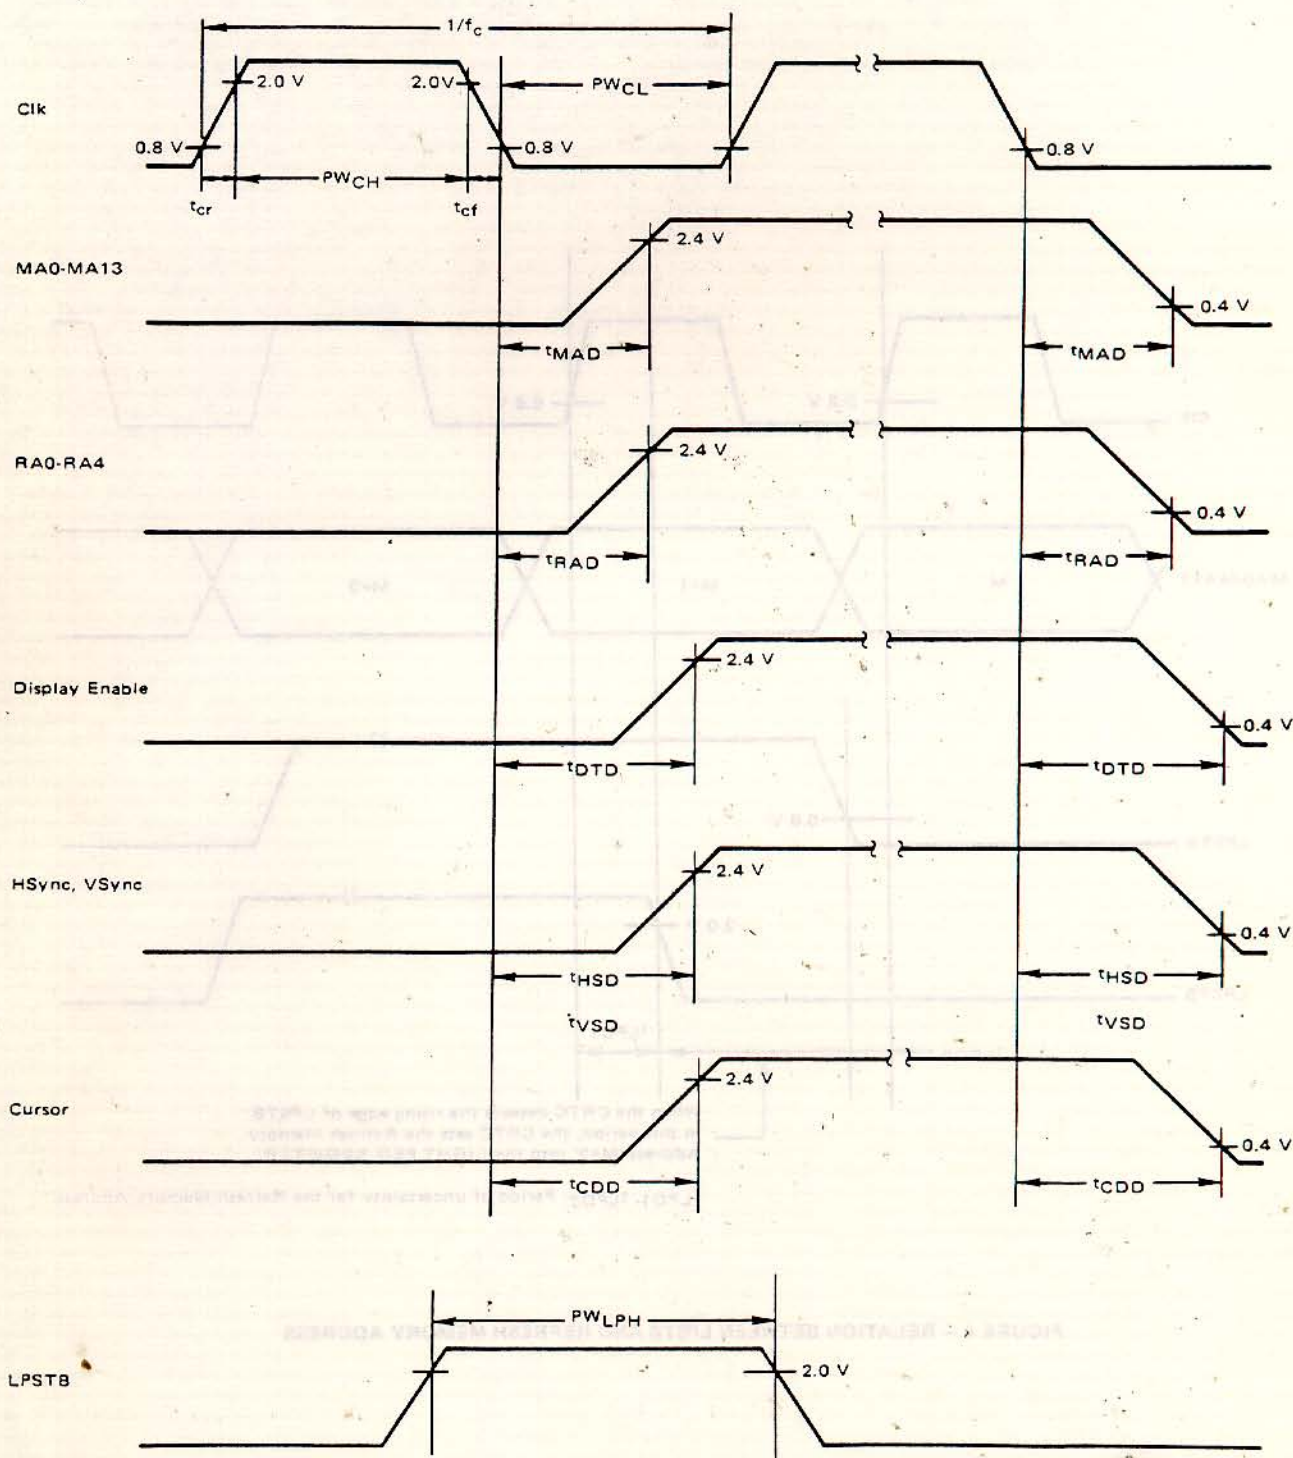 1/fc
Clk
2.0 V
2.0V
PWCL
0.8 V
0.8 V
0.8 V
PWCH
tcr
tcf
MA0-MA13
2.4 V
0.4 V
tMAD
tMAD
RA0-RA4
2.4 V
0.4 V
tRAD
tRAD
Display Enable
2.4 V
0.4 V
tDTD
tDTD
HSync, VSync
2.4 V
0.4 V
tHSD
tHSD
tVSD
tVSD
Cursor
2.4 V
0.4 V
tCDD
tCDD
PWLPH
LPSTB
2.0 V